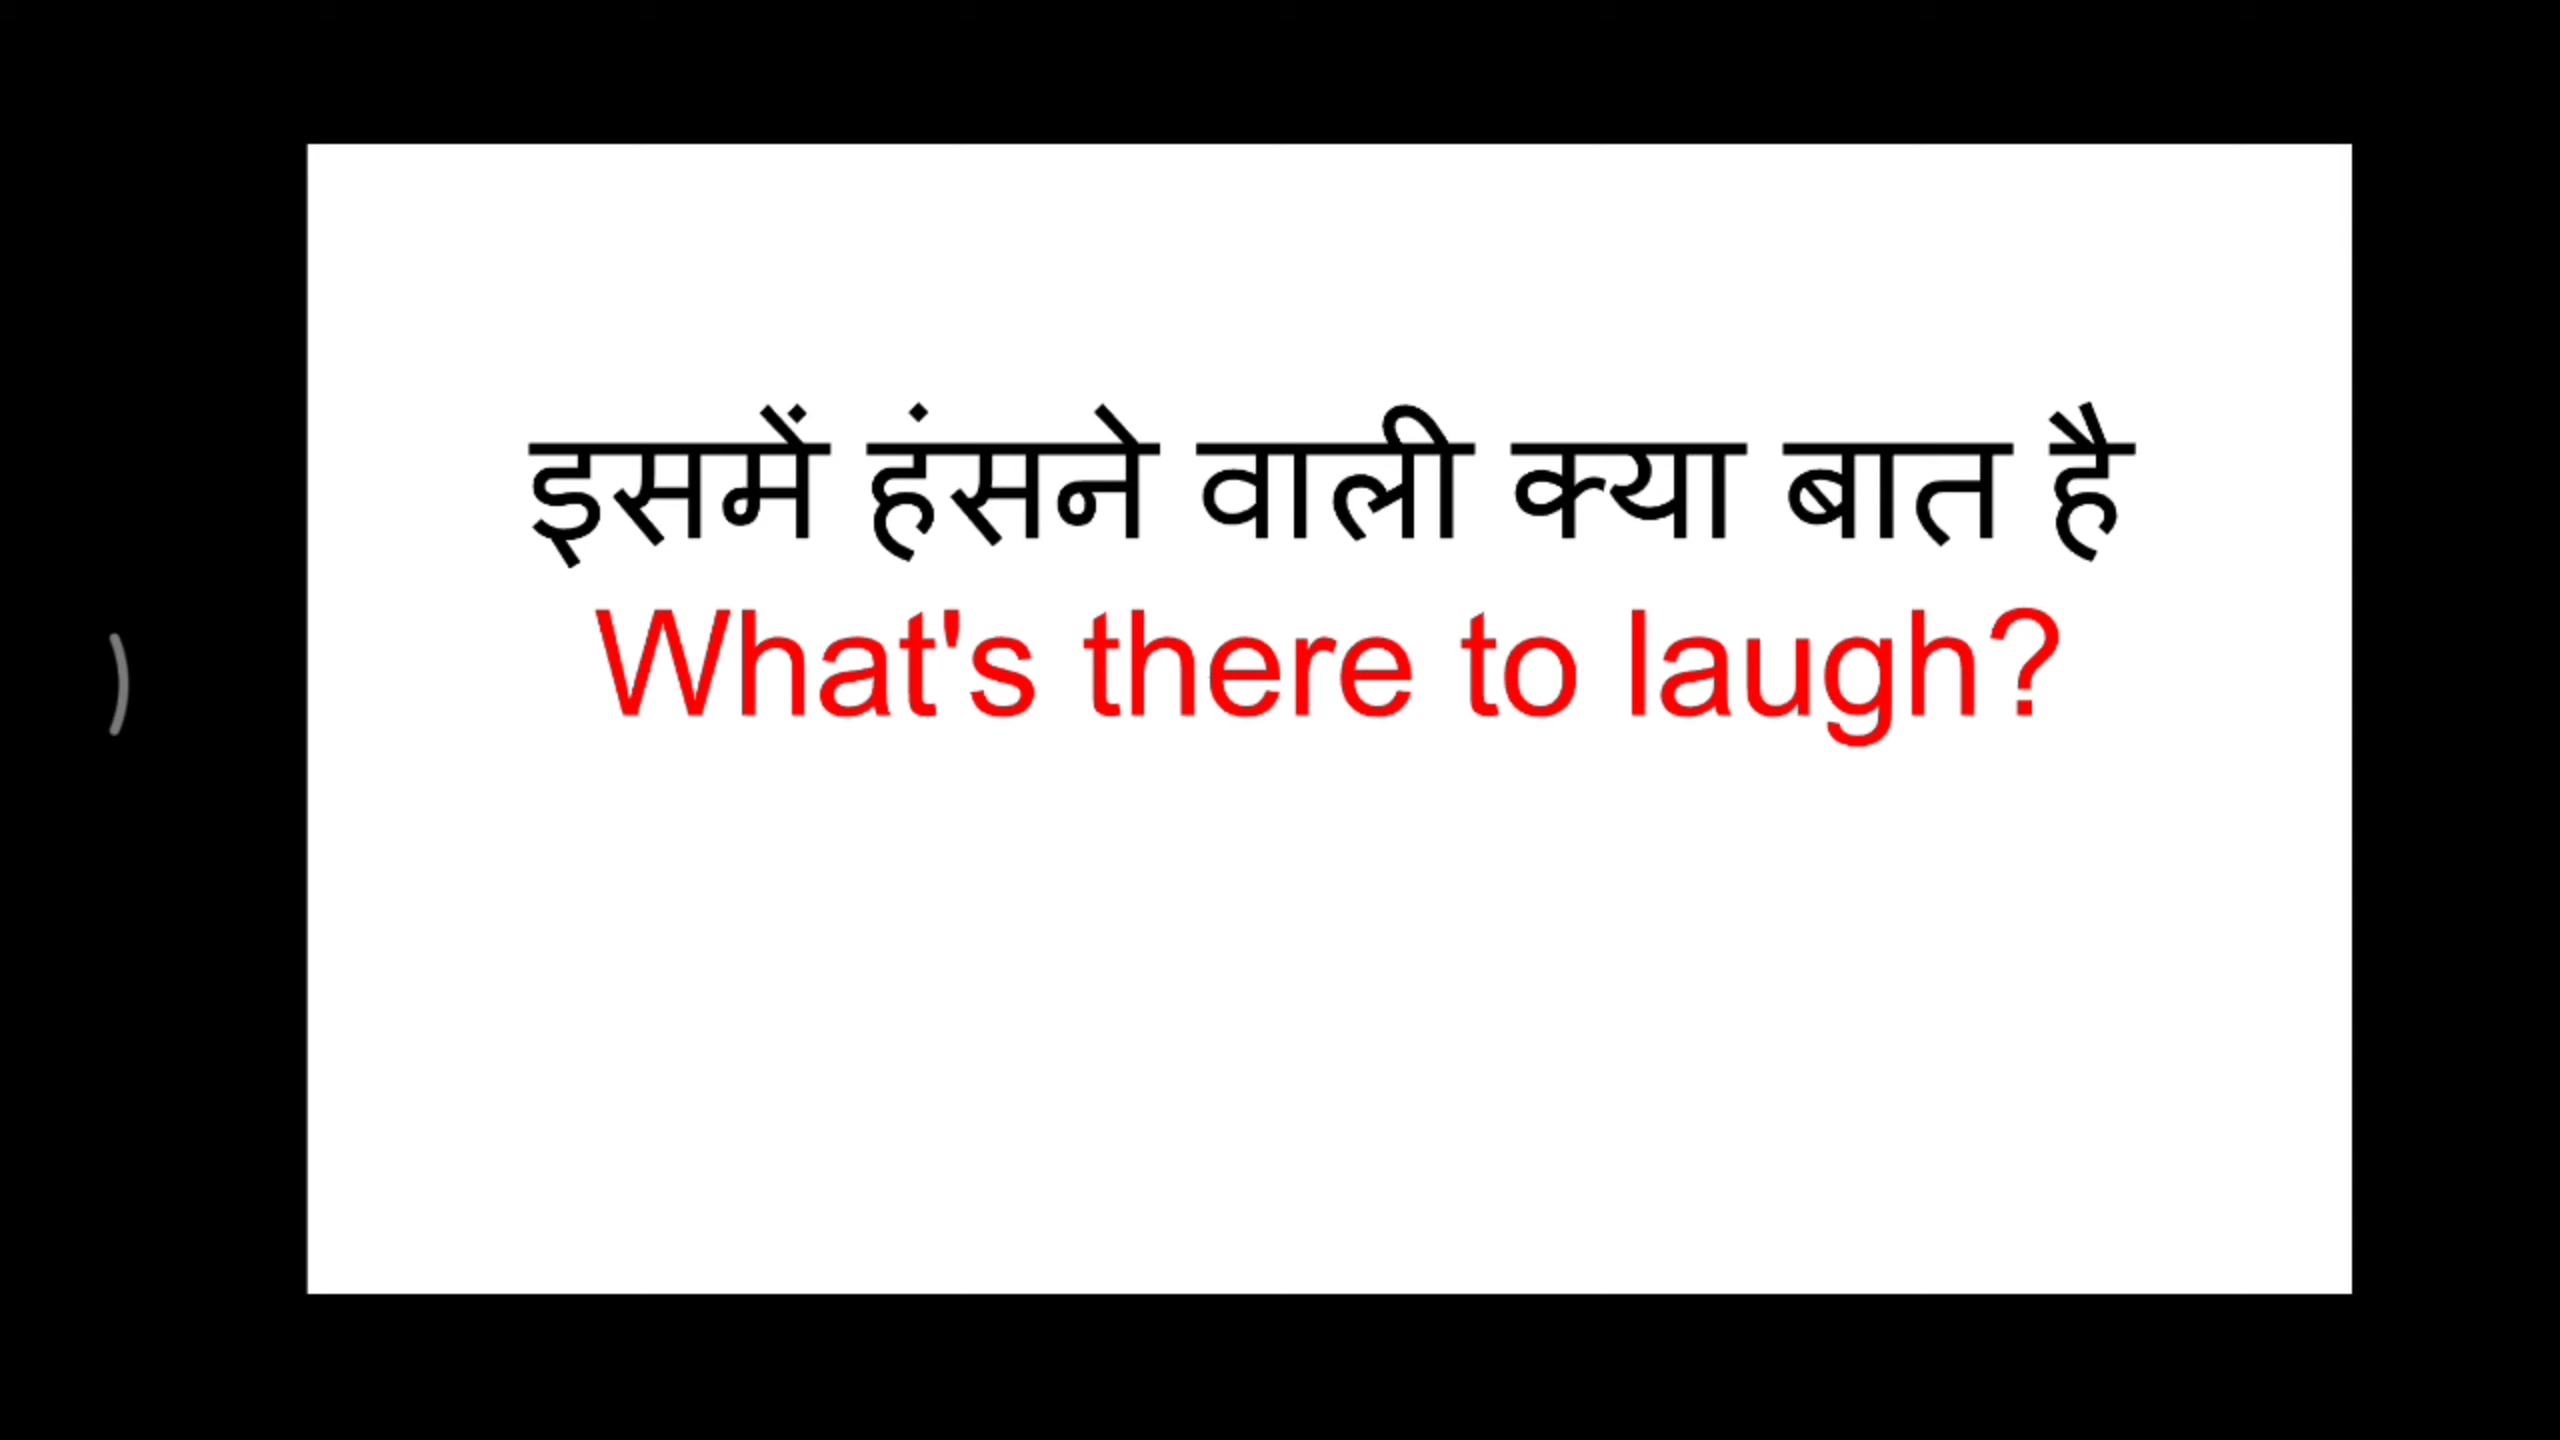 इसमें हंसने वाली क्या बात है
What's there to laugh?